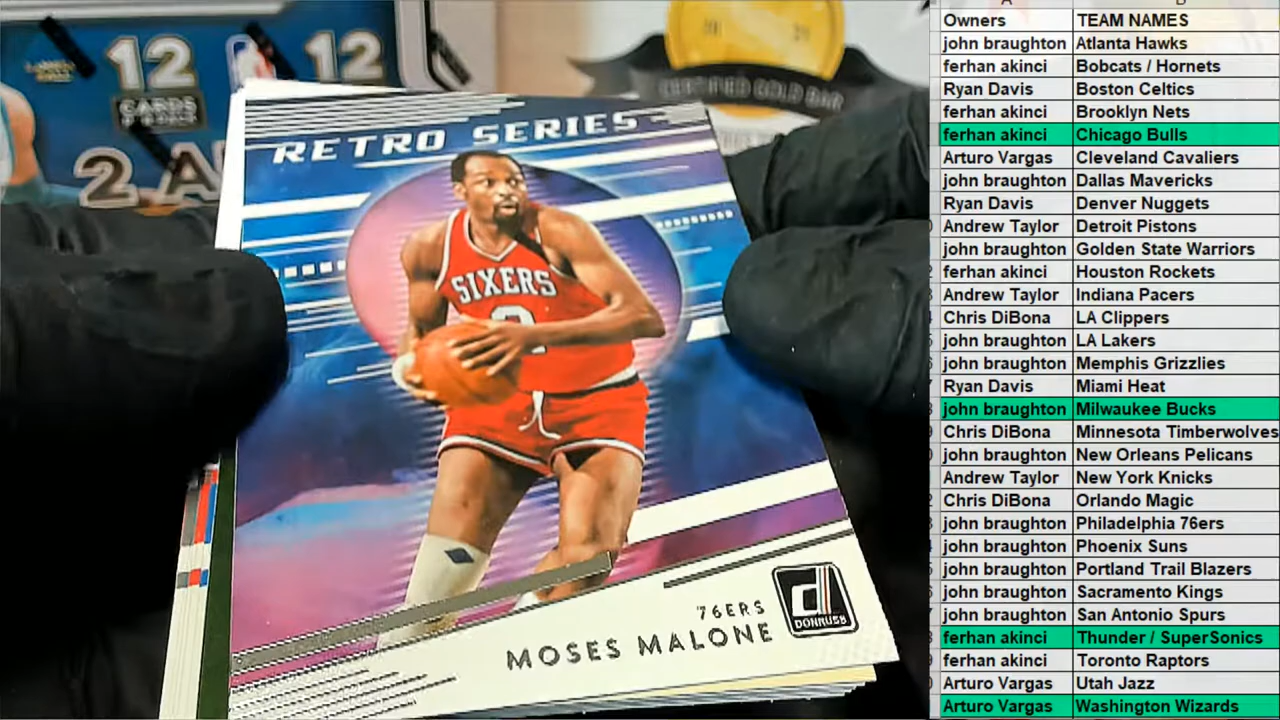 12
12
CARDS
2 A
CERTIFIED GOLD BAR
RETRO SERIES
SIXERS
2
76ERS
MOSES MALONE
DONRUSS
Owners TEAM NAMES
john braughton Atlanta Hawks
ferhan akinci Bobcats / Hornets
Ryan Davis Boston Celtics
ferhan akinci Brooklyn Nets
ferhan akinci Chicago Bulls
Arturo Vargas Cleveland Cavaliers
john braughton Dallas Mavericks
Ryan Davis Denver Nuggets
Andrew Taylor Detroit Pistons
john braughton Golden State Warriors
ferhan akinci Houston Rockets
Andrew Taylor Indiana Pacers
Chris DiBona LA Clippers
john braughton LA Lakers
john braughton Memphis Grizzlies
Ryan Davis Miami Heat
john braughton Milwaukee Bucks
Chris DiBona Minnesota Timberwolves
john braughton New Orleans Pelicans
Andrew Taylor New York Knicks
Chris DiBona Orlando Magic
john braughton Philadelphia 76ers
john braughton Phoenix Suns
john braughton Portland Trail Blazers
john braughton Sacramento Kings
john braughton San Antonio Spurs
ferhan akinci Thunder / SuperSonics
ferhan akinci Toronto Raptors
Arturo Vargas Utah Jazz
Arturo Vargas Washington Wizards